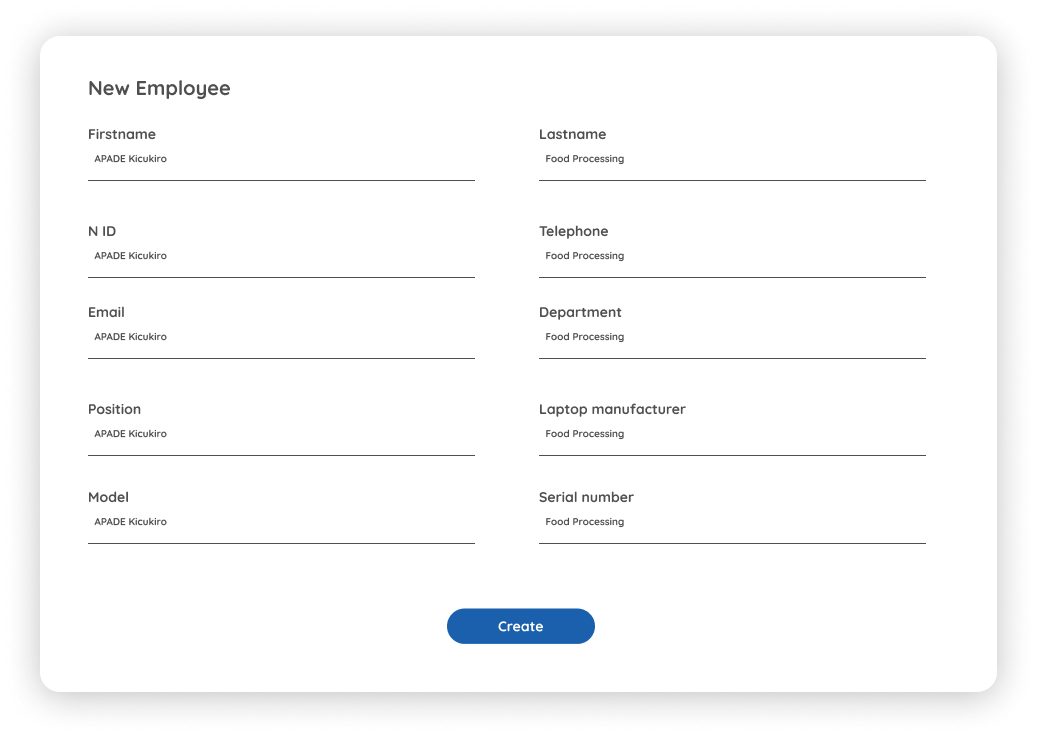 New Employee
Firstname
APADE Kicukiro
Lastname
Food Processing
N ID
APADE Kicukiro
Telephone
Food Processing
Email
APADE Kicukiro
Department
Food Processing
Position
APADE Kicukiro
Laptop manufacturer
Food Processing
Model
APADE Kicukiro
Serial number
Food Processing
Create